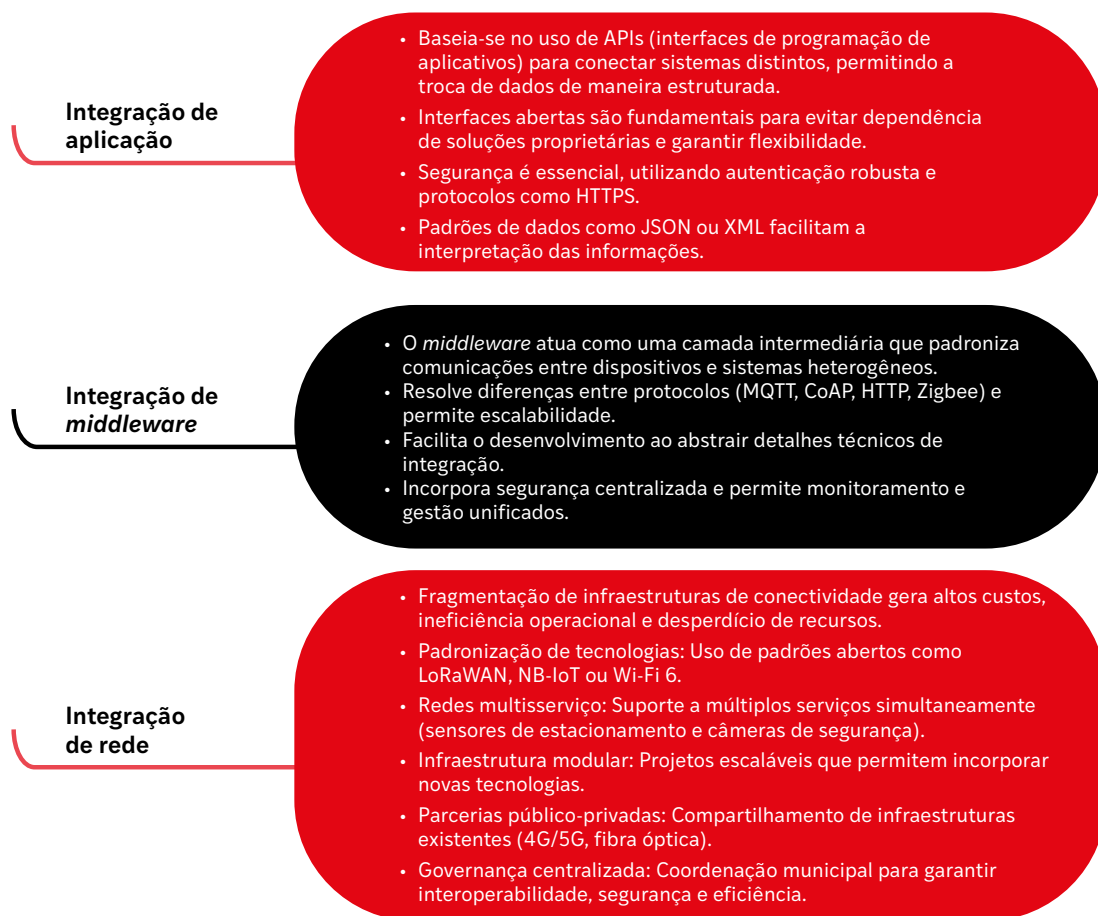 Integração de
aplicação
• Baseia-se no uso de APIs (interfaces de programação de
aplicativos) para conectar sistemas distintos, permitindo a
troca de dados de maneira estruturada.
• Interfaces abertas são fundamentais para evitar dependência
de soluções proprietárias e garantir flexibilidade.
• Segurança é essencial, utilizando autenticação robusta e
protocolos como HTTPS.
• Padrões de dados como JSON ou XML facilitam a
interpretação das informações.
Integração de
middleware
• O middleware atua como uma camada intermediária que padroniza
comunicações entre dispositivos e sistemas heterogêneos.
• Resolve diferenças entre protocolos (MQTT, CoAP, HTTP, Zigbee) e
permite escalabilidade.
• Facilita o desenvolvimento ao abstrair detalhes técnicos de
integração.
• Incorpora segurança centralizada e permite monitoramento e
gestão unificados.
Integração
de rede
• Fragmentação de infraestruturas de conectividade gera altos custos,
ineficiência operacional e desperdício de recursos.
• Padronização de tecnologias: Uso de padrões abertos como
LoRaWAN, NB-IoT ou Wi-Fi 6.
• Redes multisserviço: Suporte a múltiplos serviços simultaneamente
(sensores de estacionamento e câmeras de segurança).
• Infraestrutura modular: Projetos escaláveis que permitem incorporar
novas tecnologias.
• Parcerias público-privadas: Compartilhamento de infraestruturas
existentes (4G/5G, fibra óptica).
• Governança centralizada: Coordenação municipal para garantir
interoperabilidade, segurança e eficiência.